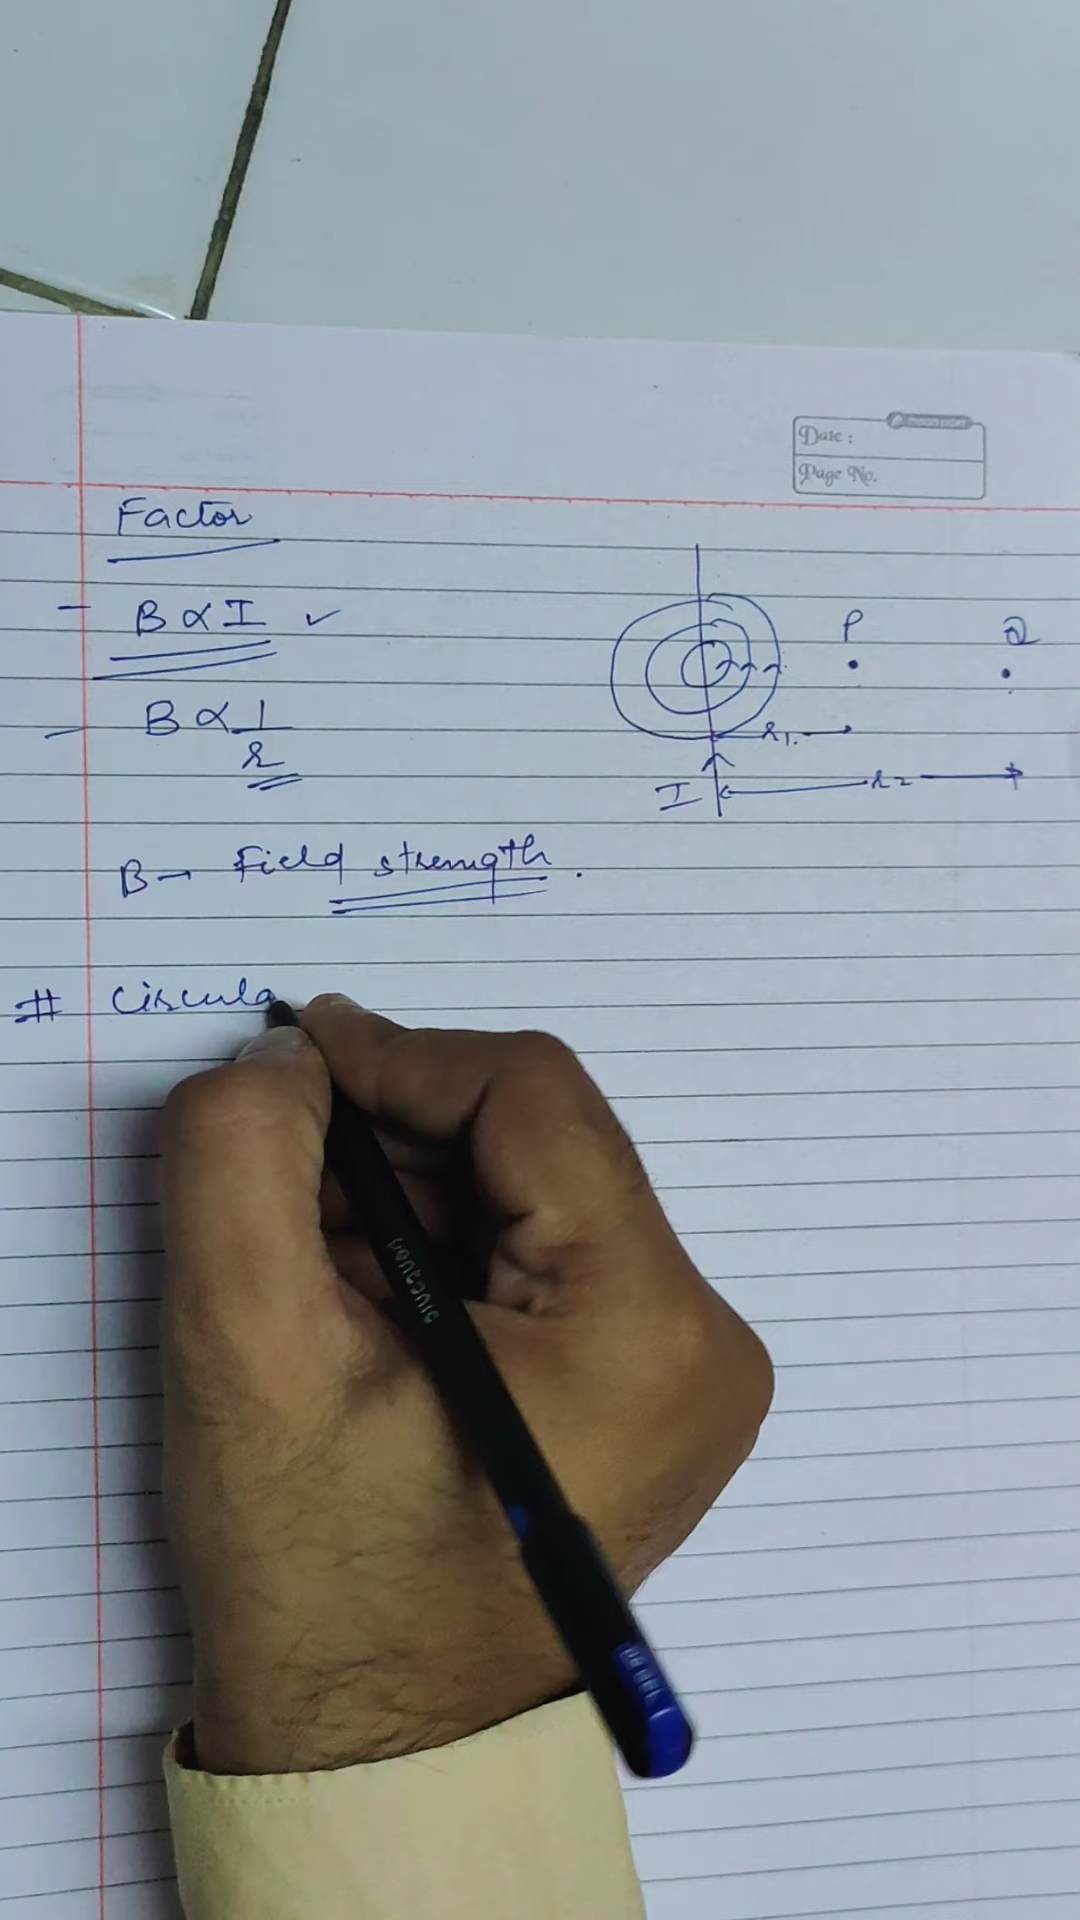 Date :
Page No.
Factor
B ∝ I ✓
P
Q
B ∝ 1/r
r1.
I
r2
B → Field strength.
# Circula